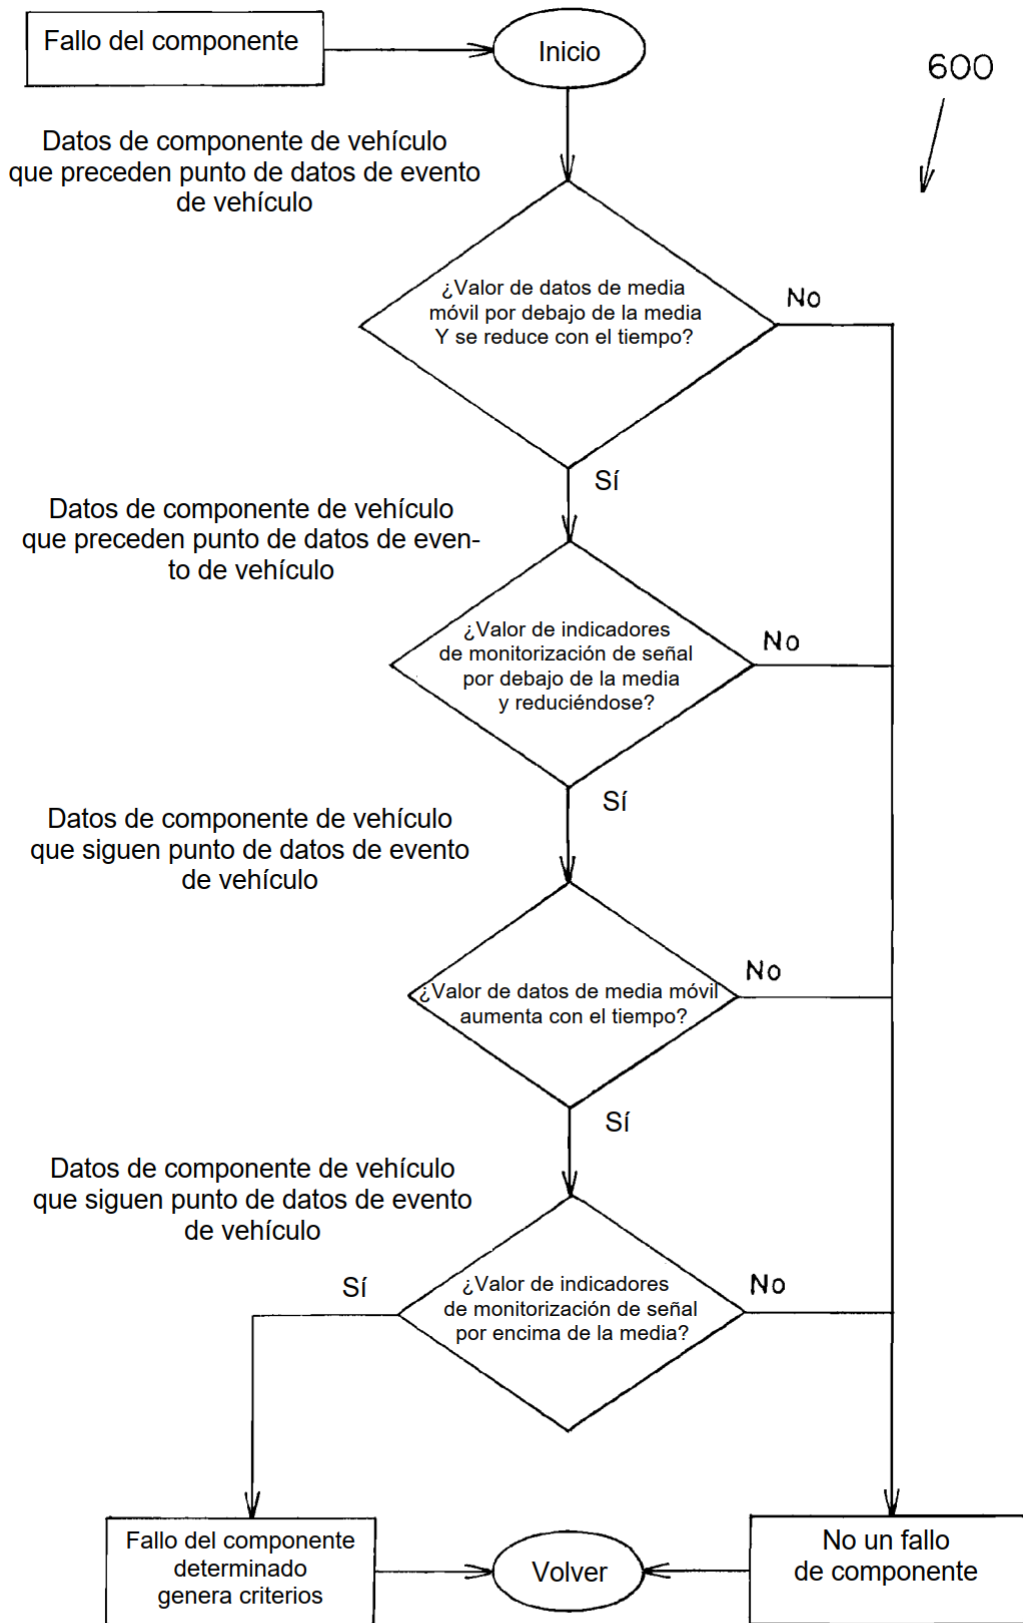 Fallo del componente
Inicio
600
Datos de componente de vehículo
que preceden punto de datos de evento
de vehículo
¿Valor de datos de media
móvil por debajo de la media
Y se reduce con el tiempo?
No
Sí
Datos de componente de vehículo
que preceden punto de datos de even-
to de vehículo
¿Valor de indicadores
de monitorización de señal
por debajo de la media
y reduciéndose?
No
Sí
Datos de componente de vehículo
que siguen punto de datos de evento
de vehículo
¿Valor de datos de media móvil
aumenta con el tiempo?
No
Sí
Datos de componente de vehículo
que siguen punto de datos de evento
de vehículo
¿Valor de indicadores
de monitorización de señal
por encima de la media?
Sí
No
Fallo del componente
determinado
genera criterios
Volver
No un fallo
de componente